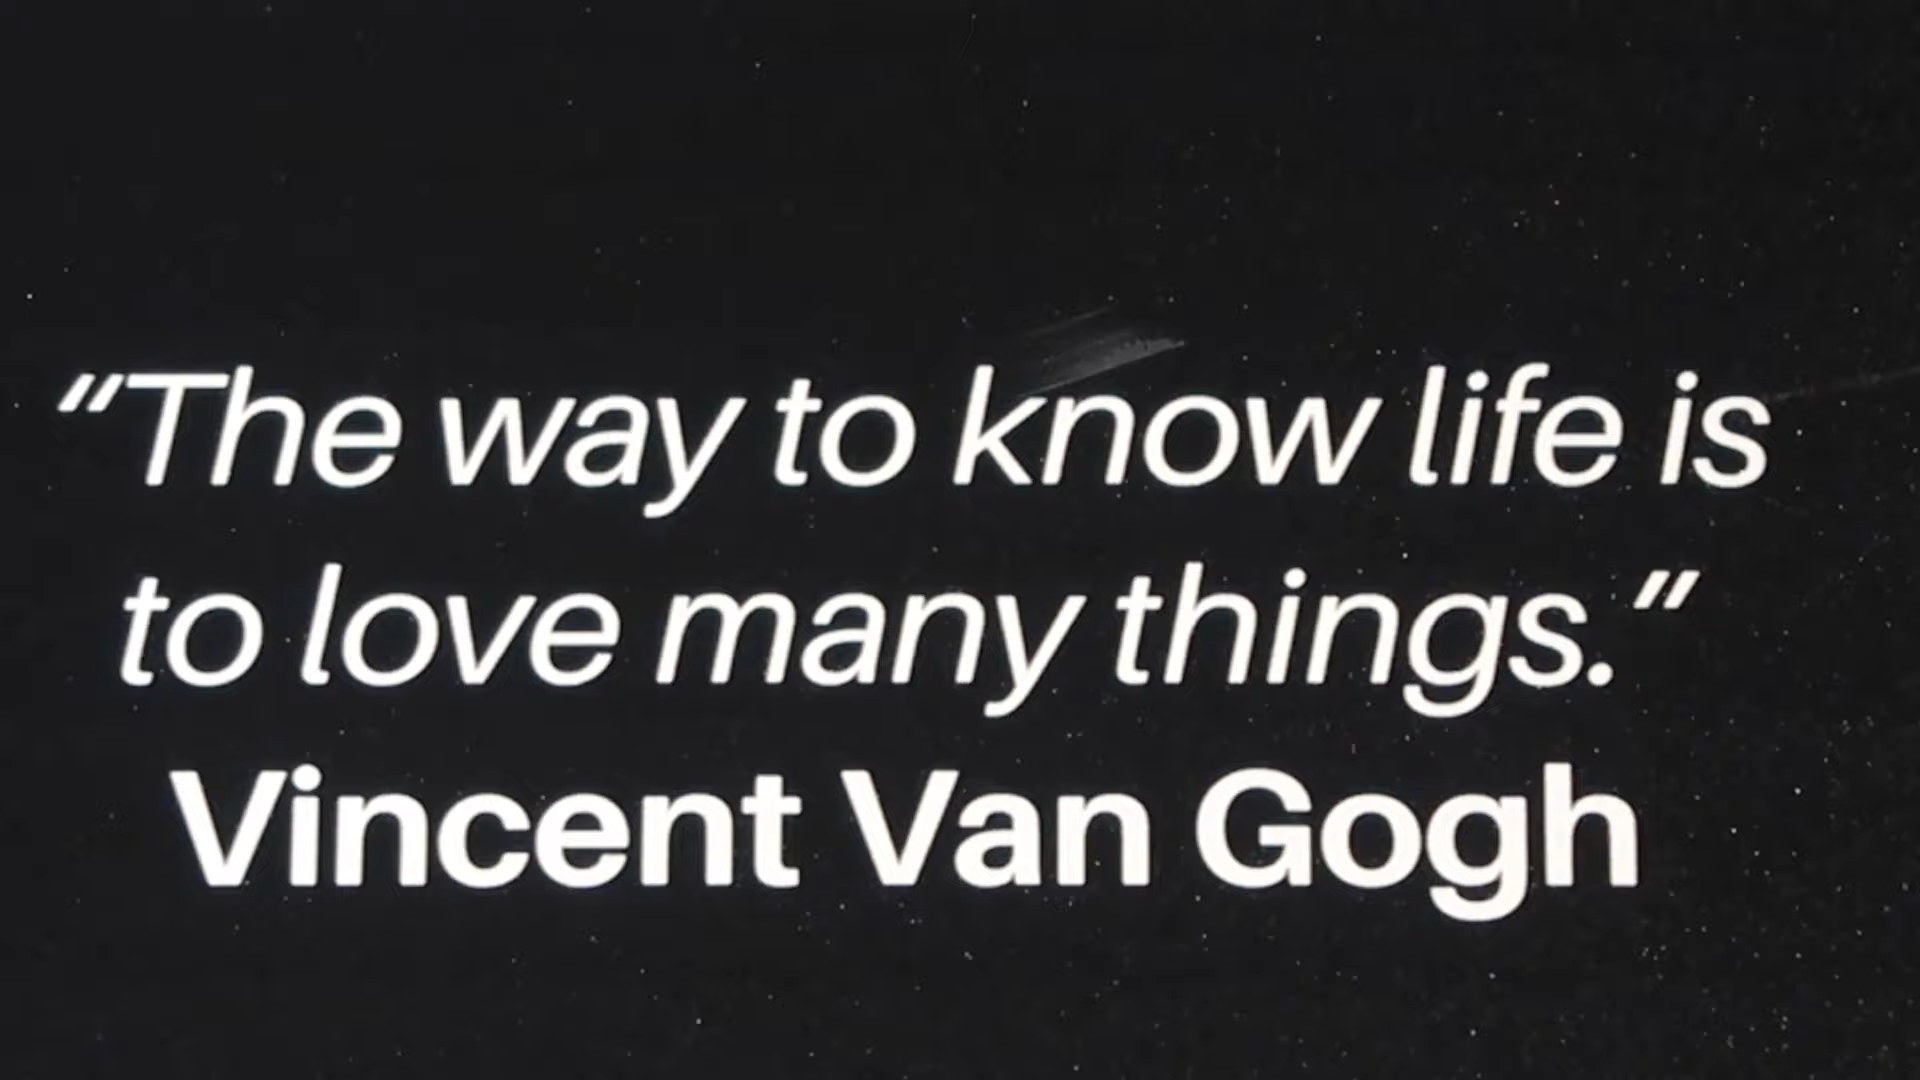 “The way to know life is
to love many things.”
Vincent Van Gogh